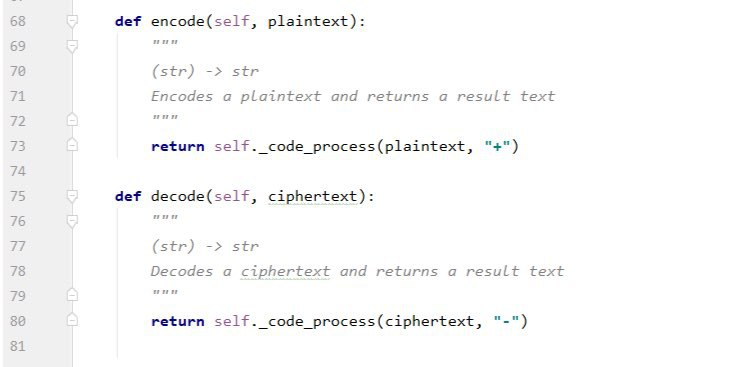 68 def encode(self, plaintext):
69 """
70 (str) -> str
71 Encodes a plaintext and returns a result text
72 """
73 return self._code_process(plaintext, "+")
74
75 def decode(self, ciphertext):
76 """
77 (str) -> str
78 Decodes a ciphertext and returns a result text
79 """
80 return self._code_process(ciphertext, "-")
81